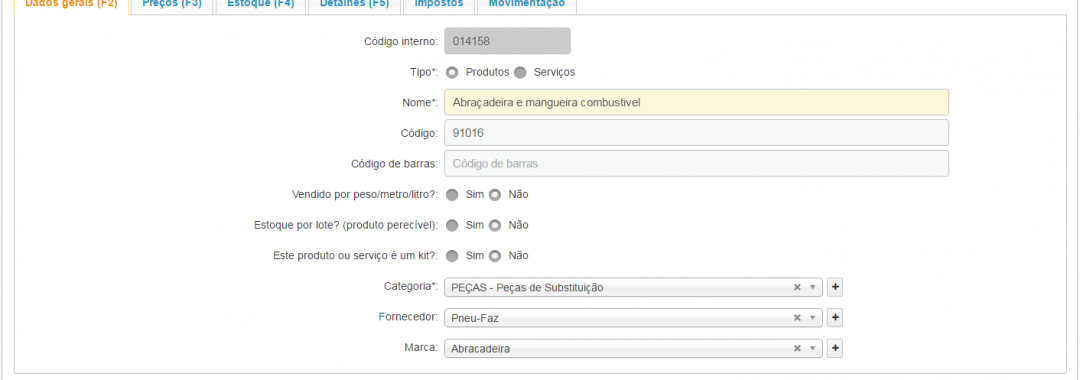 Dados gerais (F2) Preços (F3) Estoque (F4) Detalhes (F5) Impostos Movimentação
Código interno: 014158
Tipo*: Produtos Serviços
Nome*: Abraçadeira e mangueira combustivel
Código: 91016
Código de barras: Código de barras
Vendido por peso/metro/litro?: Sim Não
Estoque por lote? (produto perecível): Sim Não
Este produto ou serviço é um kit?: Sim Não
Categoria*: PEÇAS - Peças de Substituição
Fornecedor: Pneu-Faz
Marca: Abracadeira